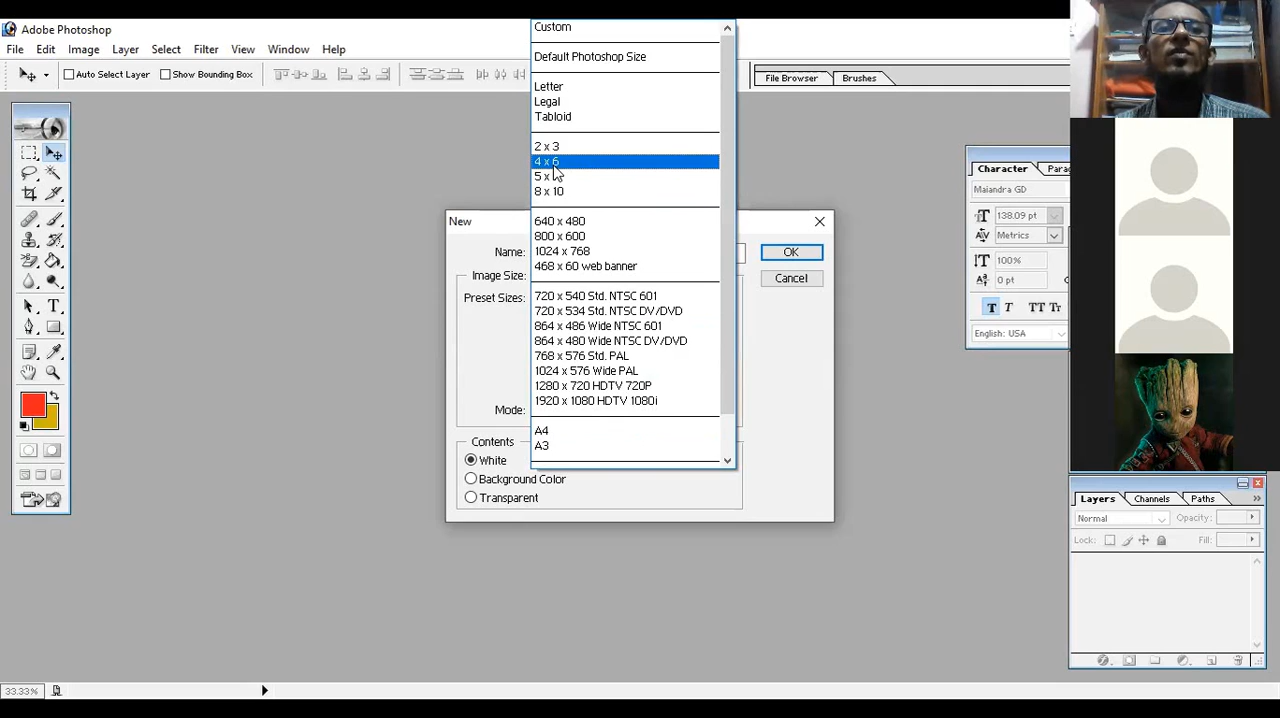 Adobe Photoshop
File Edit Image Layer Select Filter View Window Help
Auto Select Layer Show Bounding Box
File Browser Brushes
Custom
Default Photoshop Size
Letter
Legal
Tabloid
2 x 3
4 x 6
5 x
8 x 10
640 x 480
800 x 600
1024 x 768
468 x 60 web banner
720 x 540 Std. NTSC 601
720 x 534 Std. NTSC DV/DVD
864 x 486 Wide NTSC 601
864 x 480 Wide NTSC DV/DVD
768 x 576 Std. PAL
1024 x 576 Wide PAL
1280 x 720 HDTV 720P
1920 x 1080 HDTV 1080i
A4
A3
New
Name:
OK
Image Size:
Cancel
Preset Sizes:
Mode:
Contents
White
Background Color
Transparent
Character Para
Maiandra GD
138.09 pt
Metrics
100%
0 pt
T T TT Tr
English: USA
Layers Channels Paths
Normal Opacity:
Lock: Fill:
33.33%